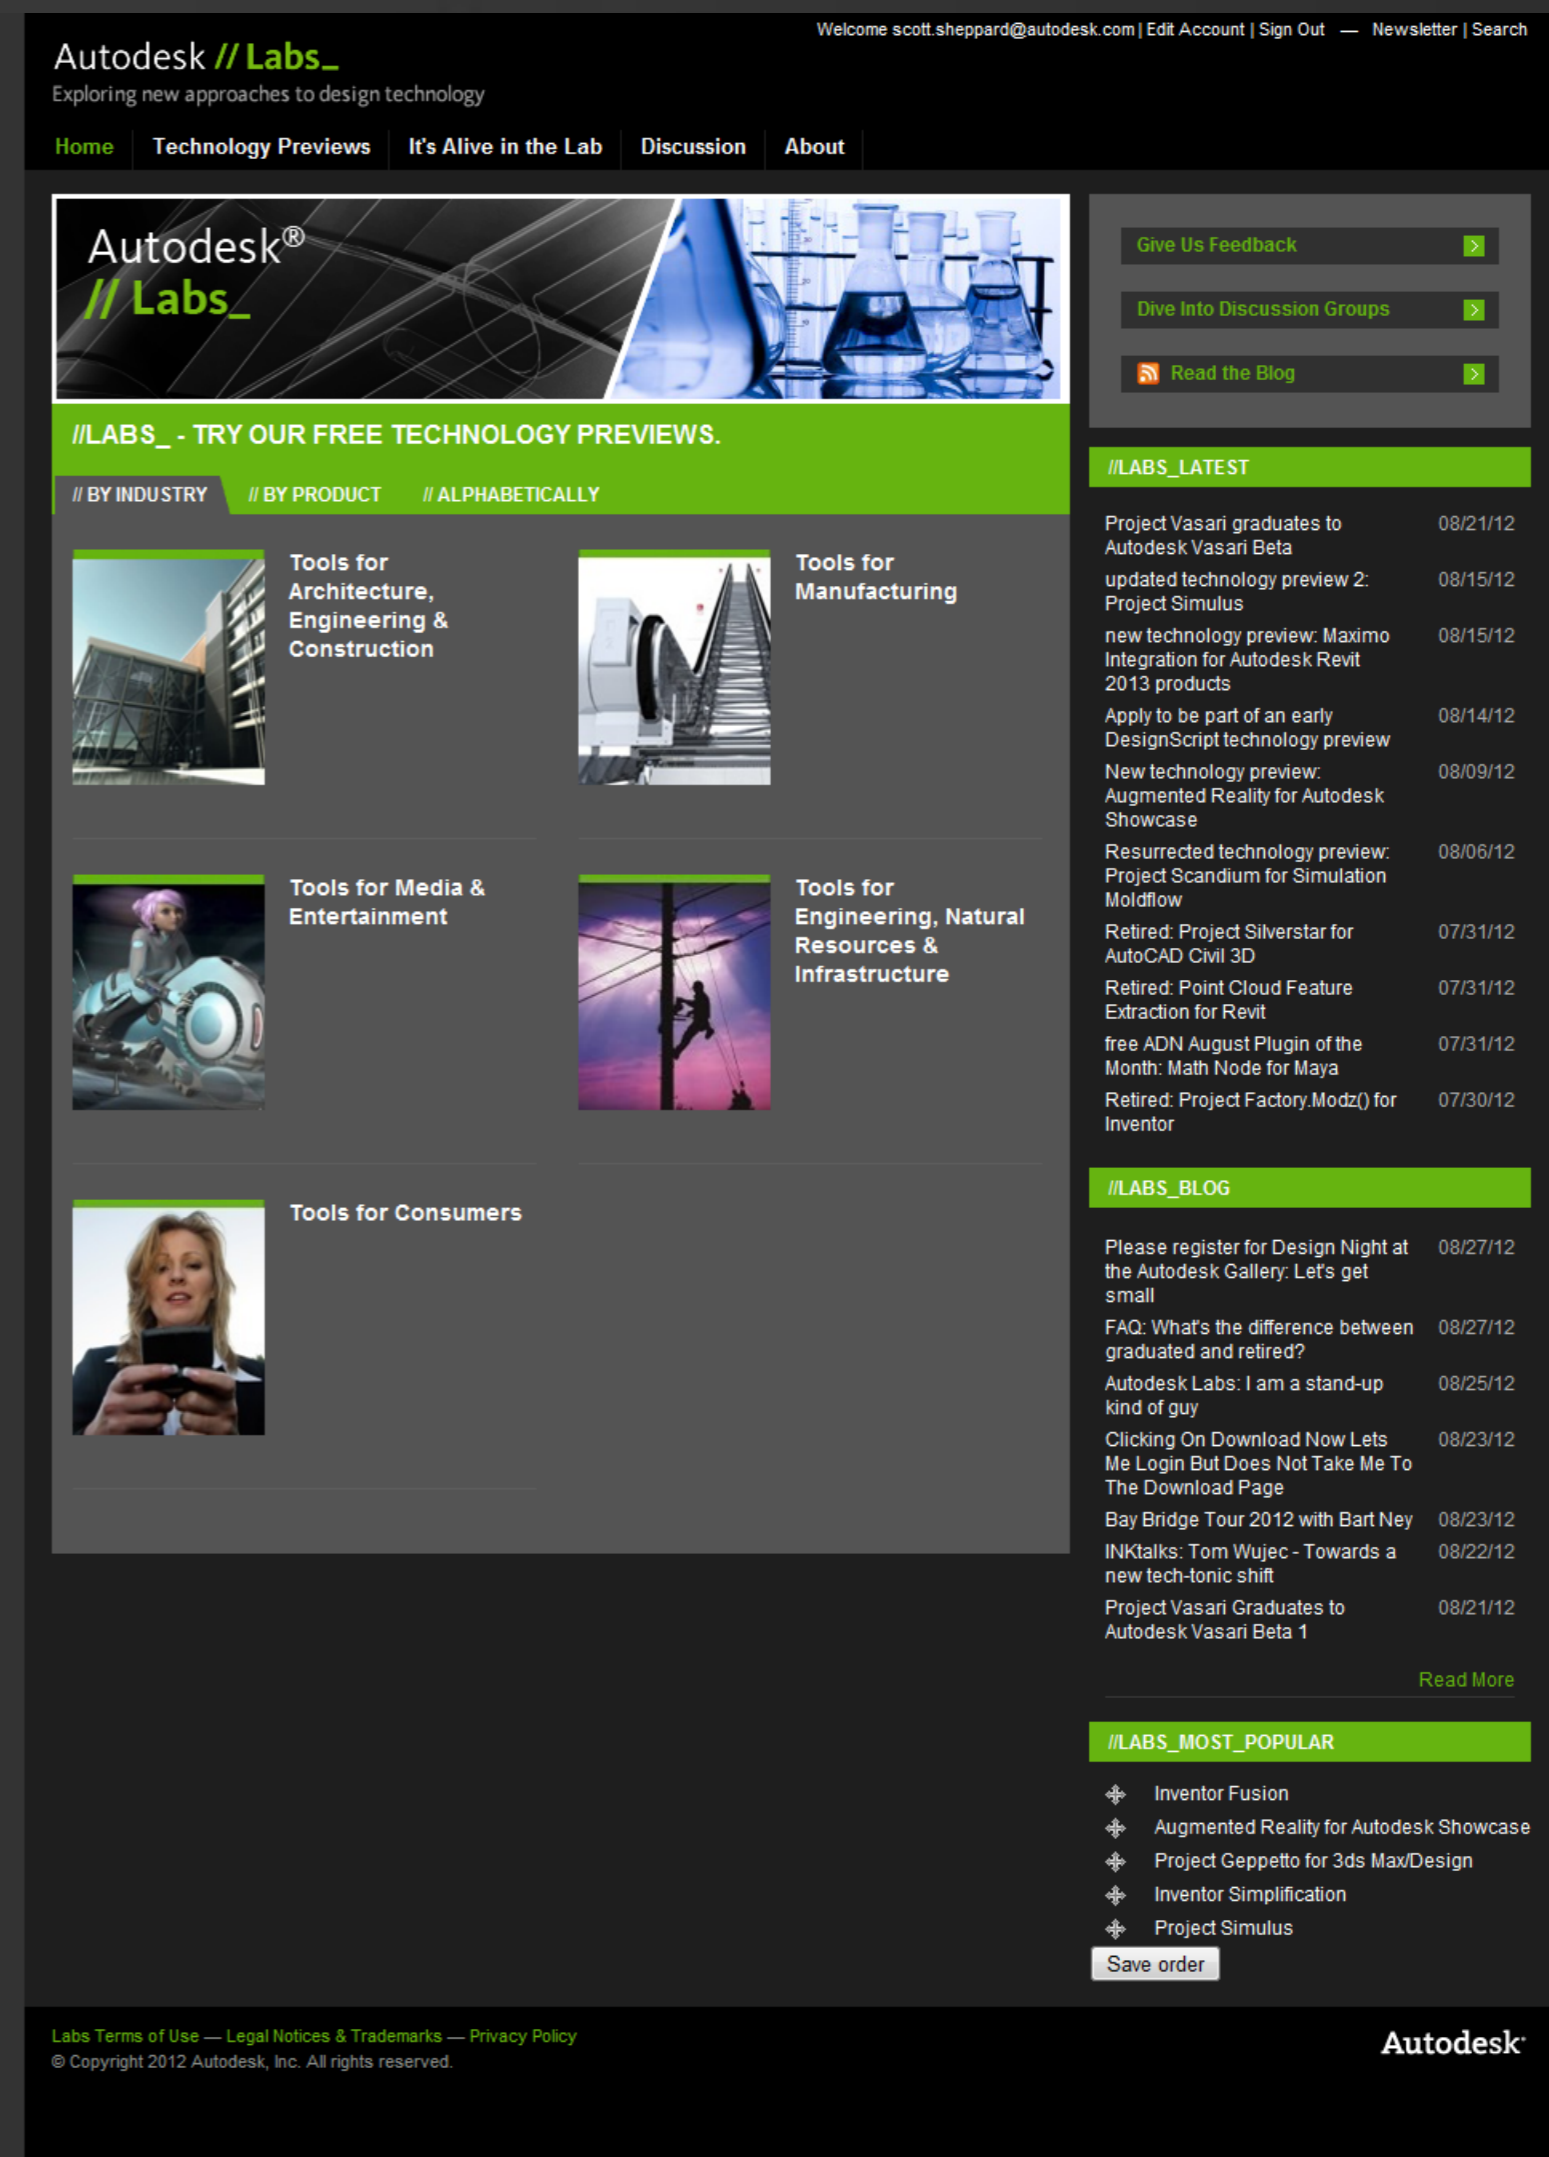 Welcome scott.sheppard@autodesk.com | Edit Account | Sign Out — Newsletter | Search
Autodesk // Labs_
Exploring new approaches to design technology
Home
Technology Previews
It's Alive in the Lab
Discussion
About
Autodesk®
// Labs_
//LABS_ - TRY OUR FREE TECHNOLOGY PREVIEWS.
// BY INDUSTRY
// BY PRODUCT
// ALPHABETICALLY
Tools for
Architecture,
Engineering &
Construction
Tools for
Manufacturing
Tools for Media &
Entertainment
Tools for
Engineering, Natural
Resources &
Infrastructure
Tools for Consumers
Give Us Feedback
Dive Into Discussion Groups
Read the Blog
//LABS_LATEST
Project Vasari graduates to 08/21/12
Autodesk Vasari Beta
updated technology preview 2: 08/15/12
Project Simulus
new technology preview: Maximo 08/15/12
Integration for Autodesk Revit
2013 products
Apply to be part of an early 08/14/12
DesignScript technology preview
New technology preview: 08/09/12
Augmented Reality for Autodesk
Showcase
Resurrected technology preview: 08/06/12
Project Scandium for Simulation
Moldflow
Retired: Project Silverstar for 07/31/12
AutoCAD Civil 3D
Retired: Point Cloud Feature 07/31/12
Extraction for Revit
free ADN August Plugin of the 07/31/12
Month: Math Node for Maya
Retired: Project Factory.Modz() for 07/30/12
Inventor
//LABS_BLOG
Please register for Design Night at 08/27/12
the Autodesk Gallery: Let's get
small
FAQ: What's the difference between 08/27/12
graduated and retired?
Autodesk Labs: I am a stand-up 08/25/12
kind of guy
Clicking On Download Now Lets 08/23/12
Me Login But Does Not Take Me To
The Download Page
Bay Bridge Tour 2012 with Bart Ney 08/23/12
INKtalks: Tom Wujec - Towards a 08/22/12
new tech-tonic shift
Project Vasari Graduates to 08/21/12
Autodesk Vasari Beta 1
Read More
//LABS_MOST_POPULAR
Inventor Fusion
Augmented Reality for Autodesk Showcase
Project Geppetto for 3ds Max/Design
Inventor Simplification
Project Simulus
Save order
Labs Terms of Use — Legal Notices & Trademarks — Privacy Policy
© Copyright 2012 Autodesk, Inc. All rights reserved.
Autodesk